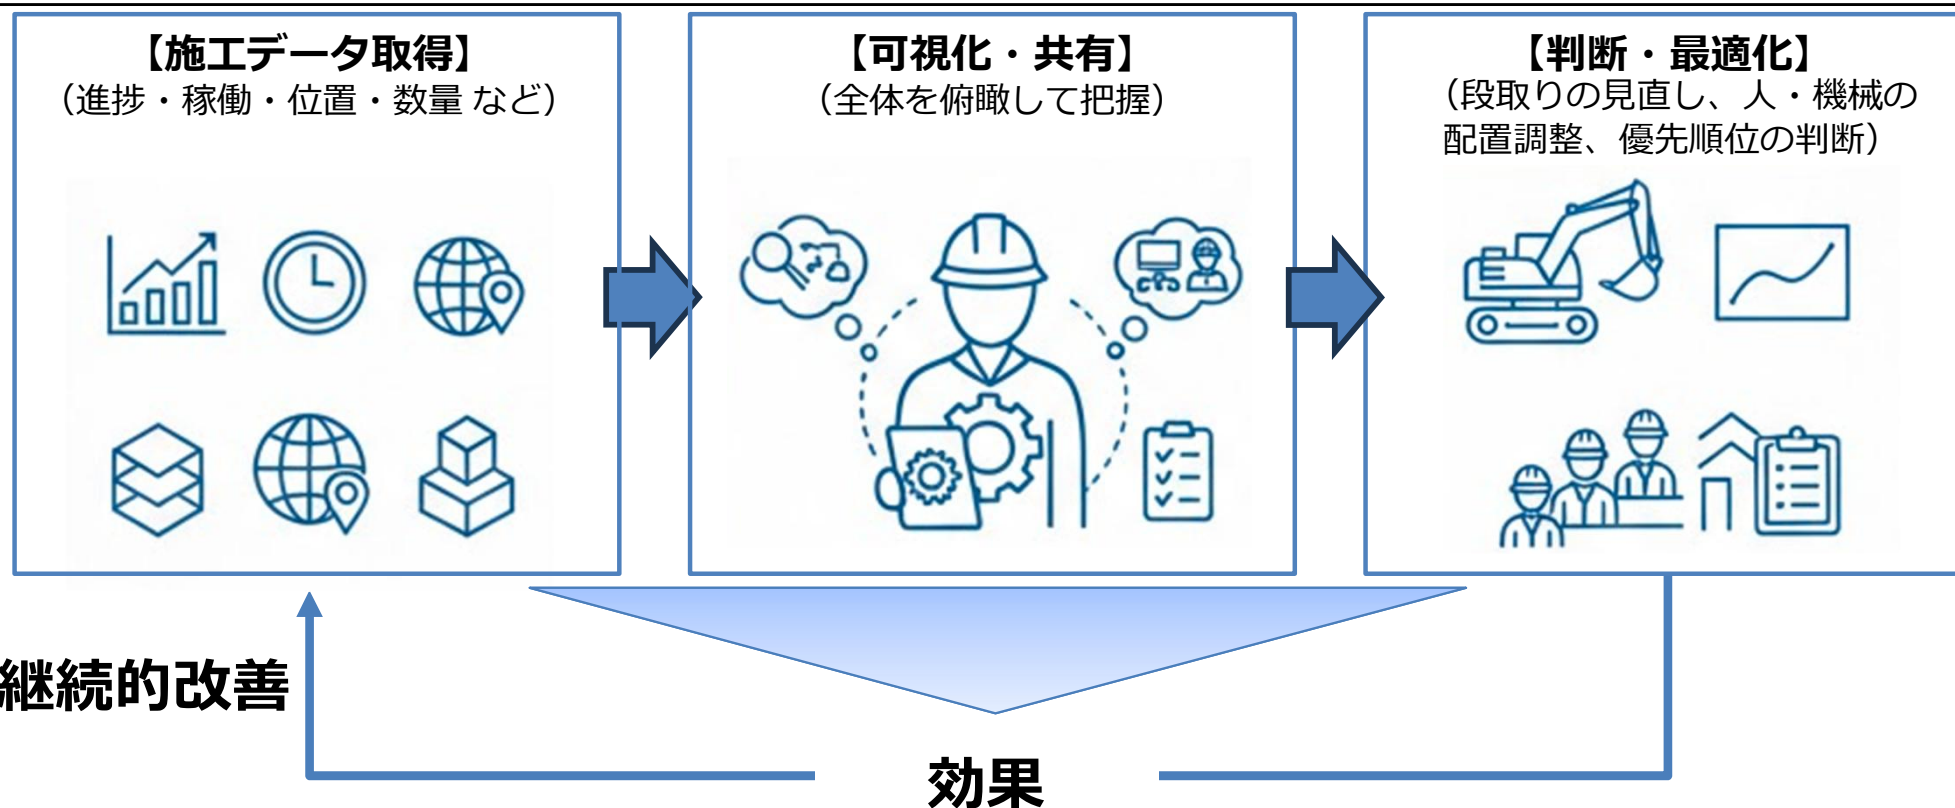 【施工データ取得】
（進捗・稼働・位置・数量 など）
【可視化・共有】
（全体を俯瞰して把握）
【判断・最適化】
（段取りの見直し、人・機械の
配置調整、優先順位の判断）
継続的改善
効果